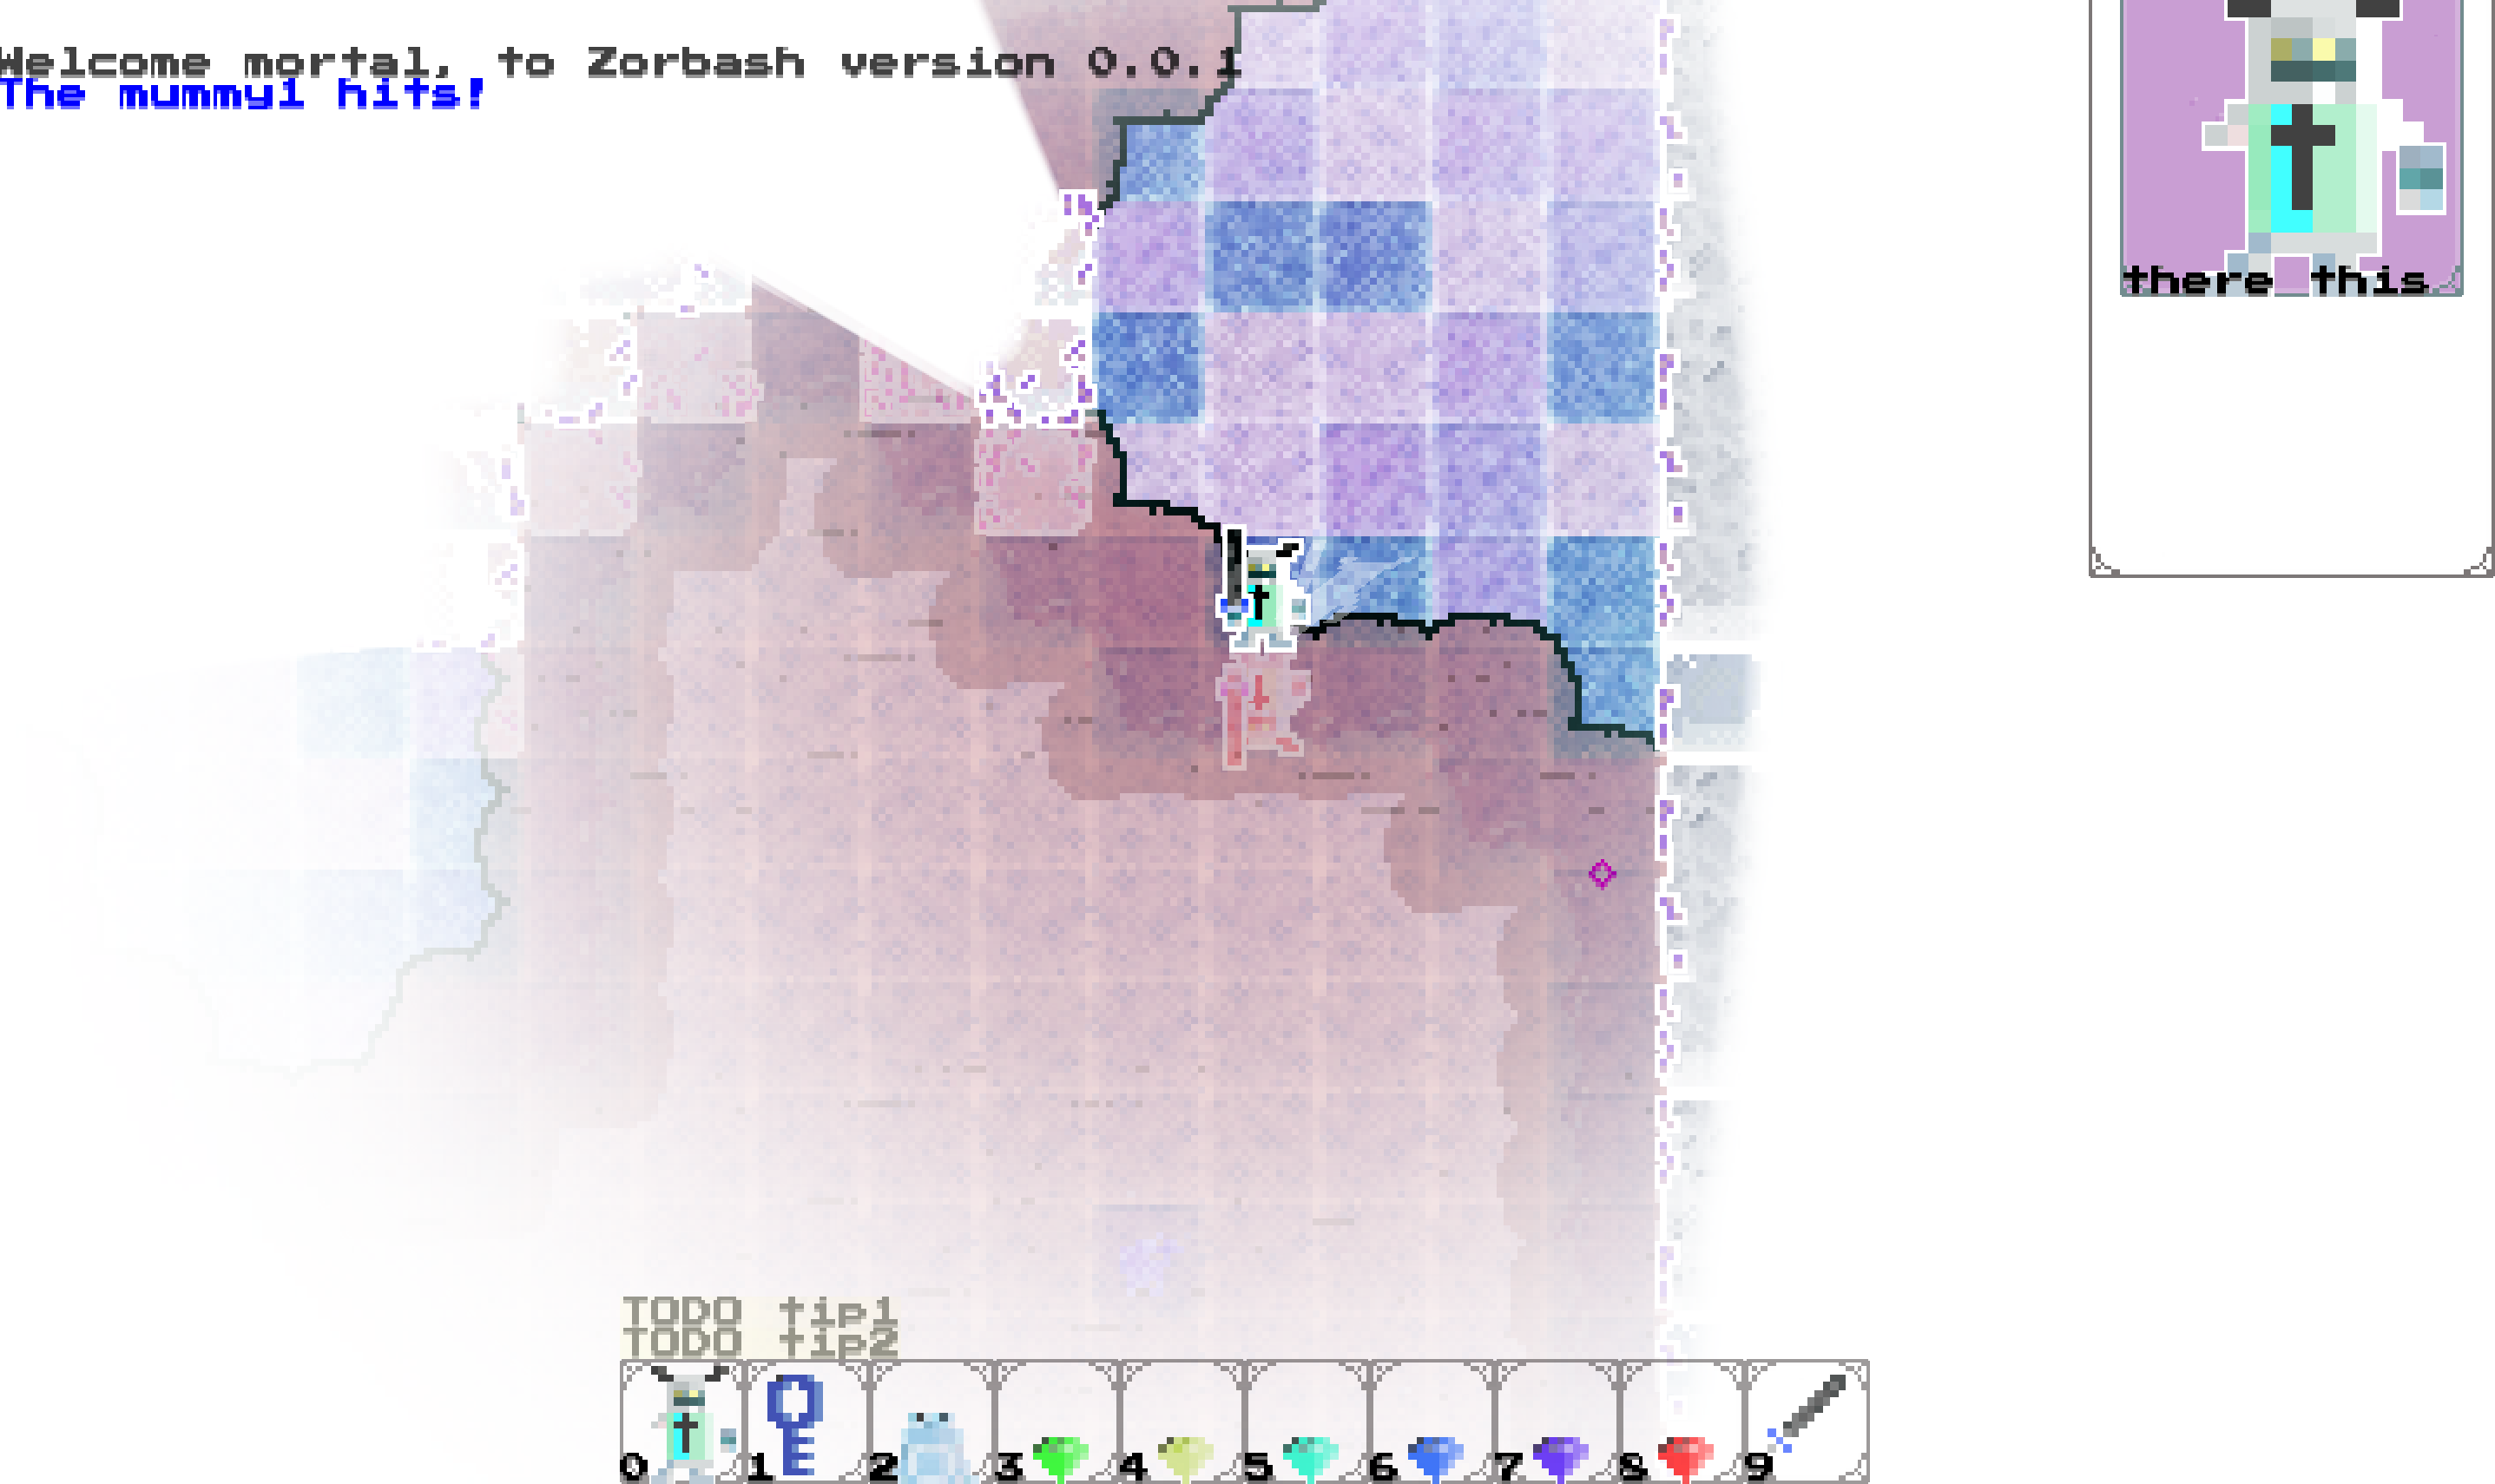 Welcome mortal, to Zorbash version 0.0.1
The mummy1 hits!
there this
TODO tip1
TODO tip2
0 1 2 3 4 5 6 7 8 9